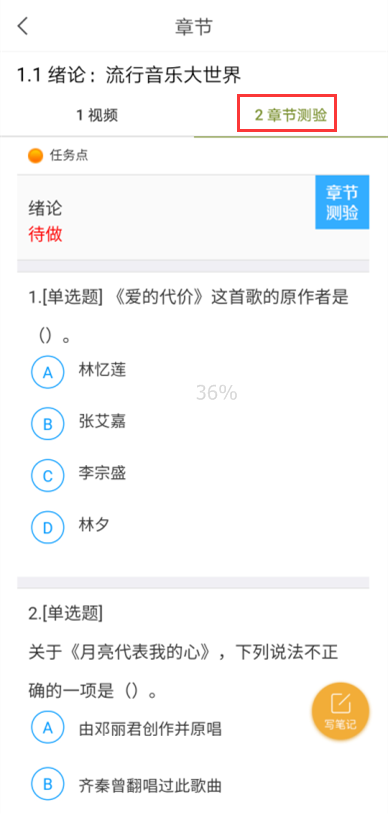 章节
1.1 绪论：流行音乐大世界
1 视频
2 章节测验
任务点
绪论
待做
章节
测验
1.[单选题] 《爱的代价》这首歌的原作者是
（）。
A 林忆莲
36%
B 张艾嘉
C 李宗盛
D 林夕
2.[单选题]
关于《月亮代表我的心》，下列说法不正
确的一项是（）。
写笔记
A 由邓丽君创作并原唱
B 齐秦曾翻唱过此歌曲